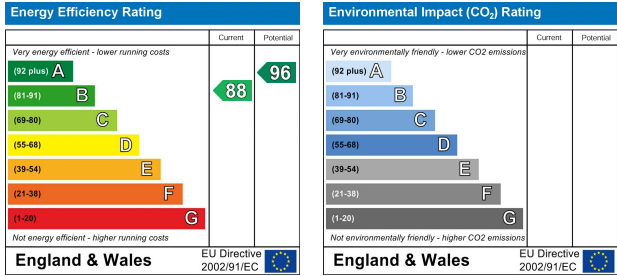 Energy Efficiency Rating
Current Potential
Very energy efficient - lower running costs
(92 plus) A
(81-91) B
(69-80) C
(55-68) D
(39-54) E
(21-38) F
(1-20) G
88
96
Not energy efficient - higher running costs
England & Wales
EU Directive
2002/91/EC
Environmental Impact (CO₂) Rating
Current Potential
Very environmentally friendly - lower CO2 emissions
(92 plus) A
(81-91) B
(69-80) C
(55-68) D
(39-54) E
(21-38) F
(1-20) G
Not environmentally friendly - higher CO2 emissions
England & Wales
EU Directive
2002/91/EC